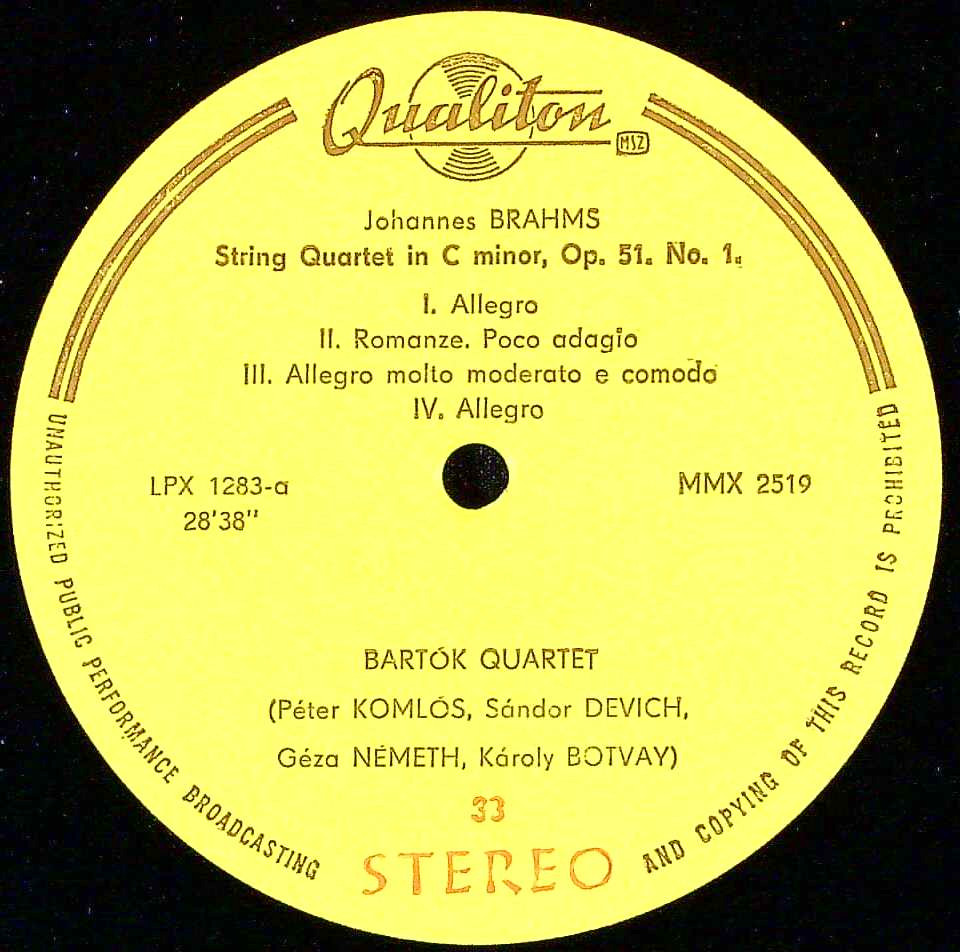 Qualiton
MSZ
Johannes BRAHMS
String Quartet in C minor, Op. 51. No. 1.
I. Allegro
II. Romanze. Poco adagio
III. Allegro molto moderato e comodo
IV. Allegro
LPX 1283-a
28'38"
MMX 2519
BARTÓK QUARTET
(Péter KOMLÓS, Sándor DEVICH,
Géza NÉMETH, Károly BOTVAY)
33
STEREO
UNAUTHORIZED PUBLIC PERFORMANCE BROADCASTING AND COPYING OF THIS RECORD IS PROHIBITED